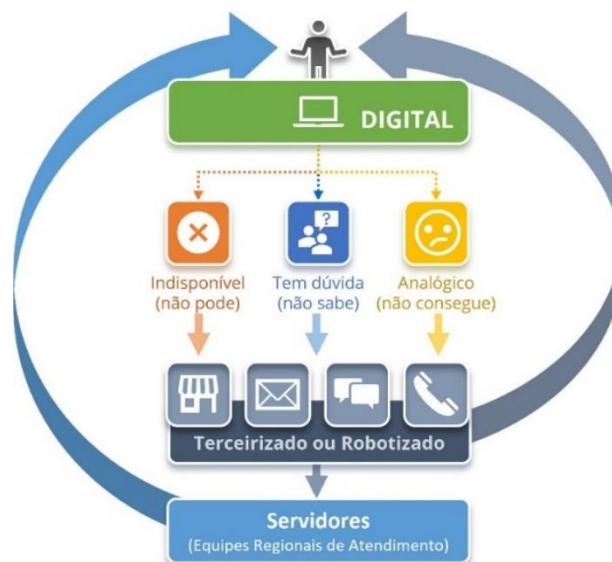 DIGITAL
?
Indisponível
(não pode)
Tem dúvida
(não sabe)
Analógico
(não consegue)
Terceirizado ou Robotizado
Servidores
(Equipes Regionais de Atendimento)